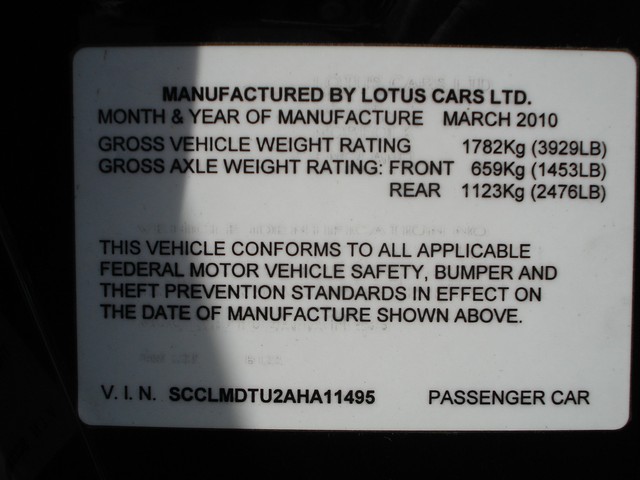 MANUFACTURED BY LOTUS CARS LTD.
MONTH & YEAR OF MANUFACTURE MARCH 2010
GROSS VEHICLE WEIGHT RATING 1782Kg (3929LB)
GROSS AXLE WEIGHT RATING: FRONT 659Kg (1453LB)
REAR 1123Kg (2476LB)
THIS VEHICLE CONFORMS TO ALL APPLICABLE
FEDERAL MOTOR VEHICLE SAFETY, BUMPER AND
THEFT PREVENTION STANDARDS IN EFFECT ON
THE DATE OF MANUFACTURE SHOWN ABOVE.
V. I. N. SCCLMDTU2AHA11495 PASSENGER CAR